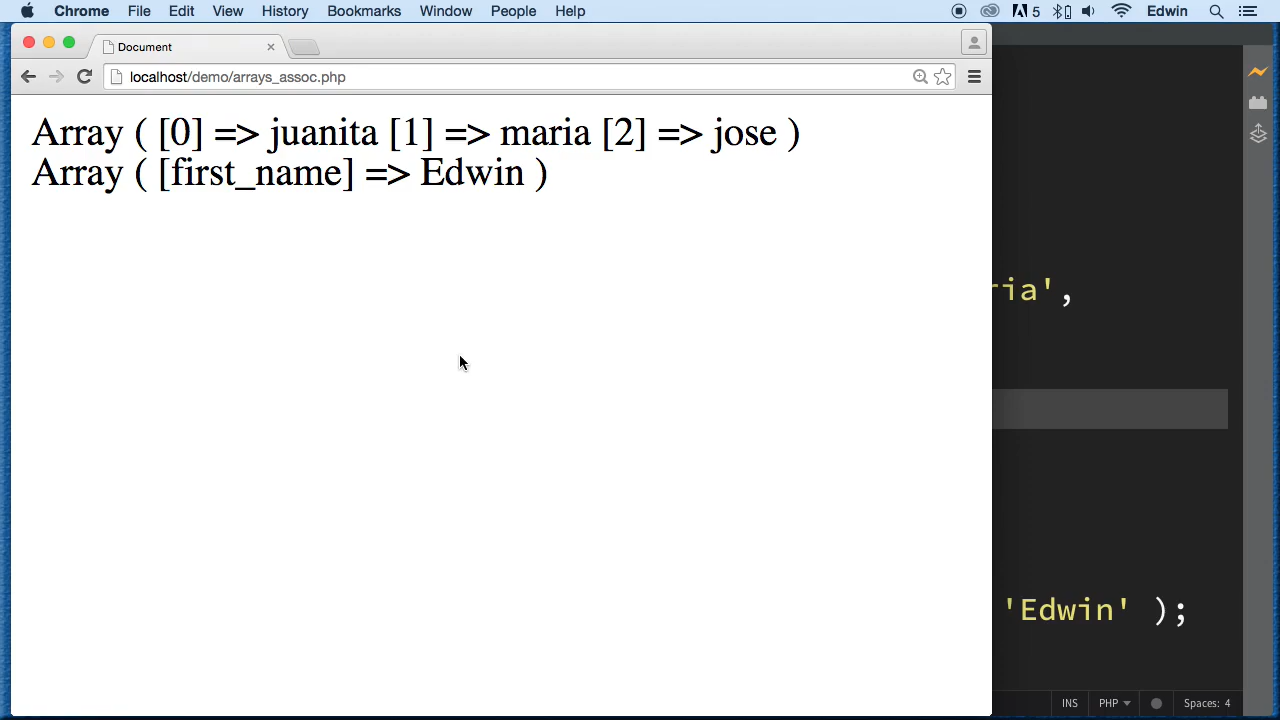 Chrome File Edit View History Bookmarks Window People Help 5 Edwin
Document
localhost/demo/arrays_assoc.php
Array ( [0] => juanita [1] => maria [2] => jose )
Array ( [first_name] => Edwin )
ria',
'Edwin' );
INS PHP Spaces: 4